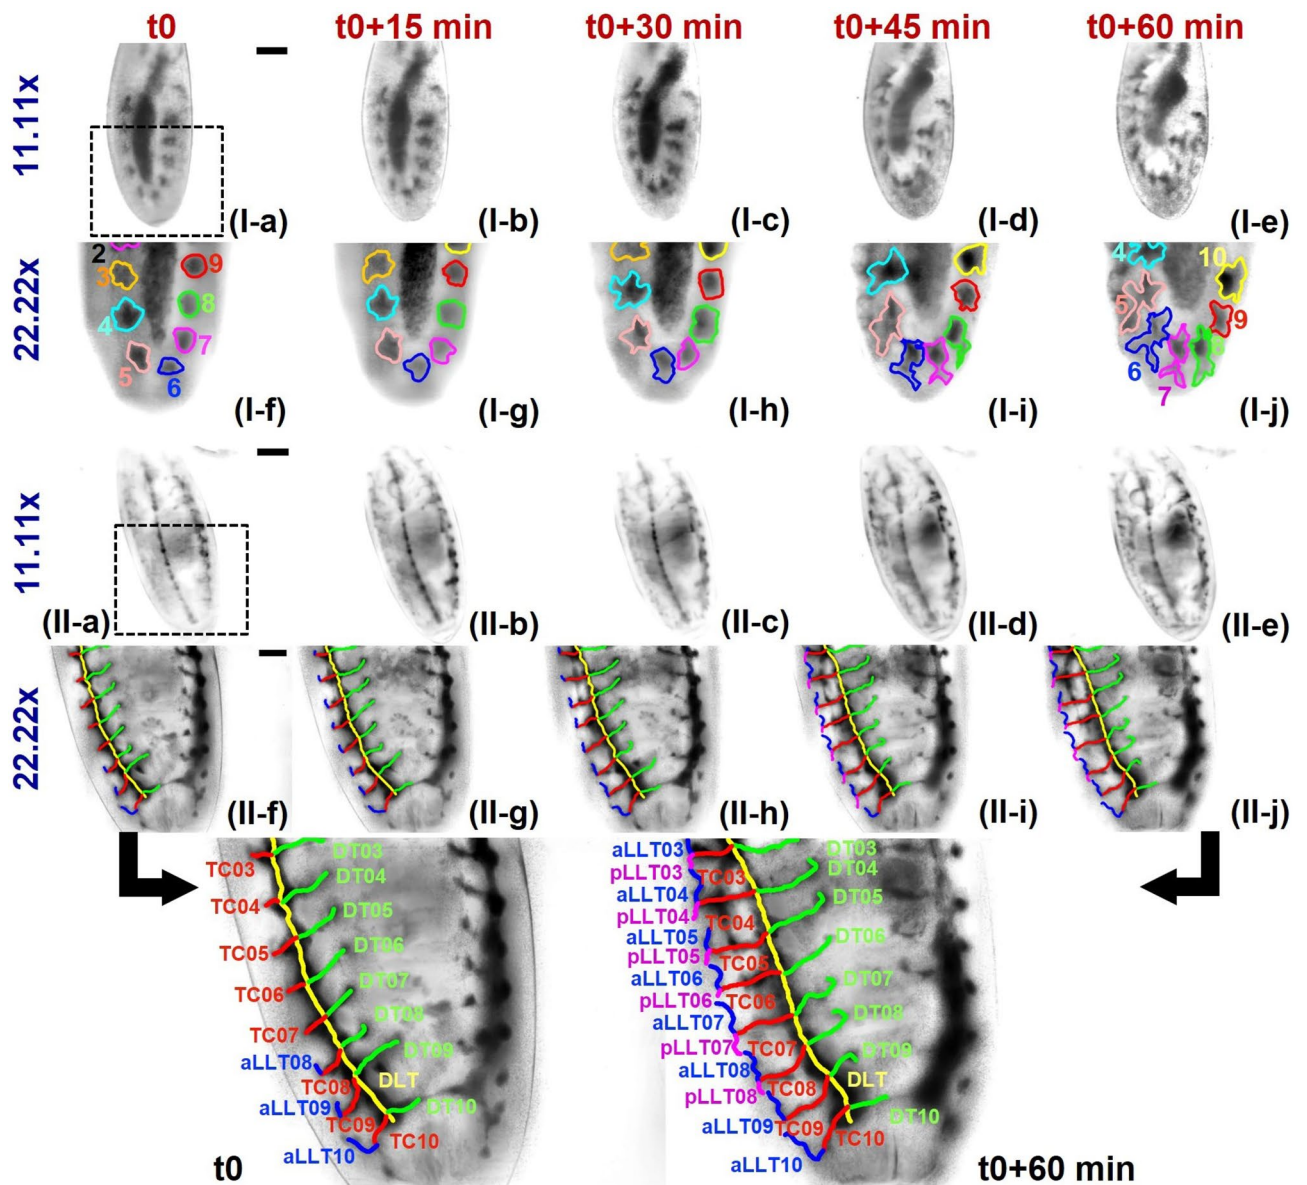 t0 t0+15 min t0+30 min t0+45 min t0+60 min
11.11x
(I-a) (I-b) (I-c) (I-d) (I-e)
22.22x
2 9 4 10
3 8 5 9
4 7 6
5 6 7
(I-f) (I-g) (I-h) (I-i) (I-j)
11.11x
(II-a) (II-b) (II-c) (II-d) (II-e)
22.22x
(II-f) (II-g) (II-h) (II-i) (II-j)
TC03 DT03
TC04 DT04
TC05 DT05
TC06 DT06
TC07 DT07
DT08
aLLT08 TC08 DT09
DLT
aLLT09 TC09 DT10
aLLT10 TC10
t0
aLLT03 TC03 DT03
pLLT03 DT04
aLLT04 TC04
pLLT04 DT05
aLLT05
pLLT05 TC05 DT06
aLLT06
pLLT06 TC06 DT07
aLLT07 DT08
pLLT07 TC07 DT09
aLLT08 TC08 DLT
pLLT08 DT10
aLLT09 TC09 TC10
aLLT10
t0+60 min